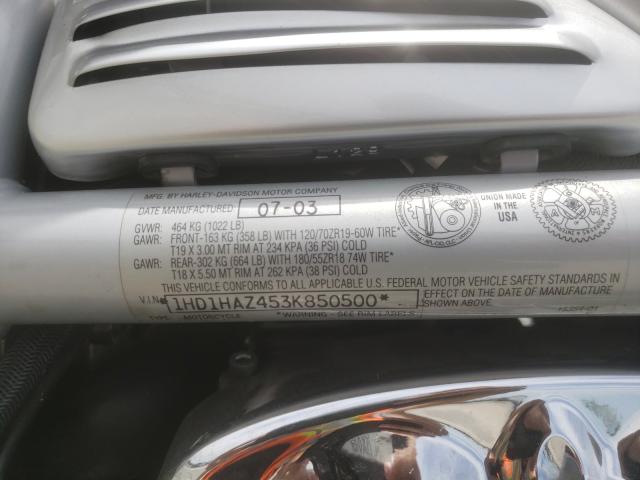 MFG. BY HARLEY-DAVIDSON MOTOR COMPANY
DATE MANUFACTURED: 07-03
GVWR: 464 KG (1022 LB)
GAWR: FRONT-163 KG (358 LB) WITH 120/70ZR19-60W TIRE*
T19 X 3.00 MT RIM AT 234 KPA (36 PSI) COLD
GAWR: REAR-302 KG (664 LB) WITH 180/55ZR18 74W TIRE*
T18 X 5.50 MT RIM AT 262 KPA (38 PSI) COLD
THIS VEHICLE CONFORMS TO ALL APPLICABLE U.S. FEDERAL MOTOR VEHICLE SAFETY STANDARDS IN
V.I.N. 1HD1HAZ453K850500* EFFECT ON THE DATE OF MANUFACTURE
SHOWN ABOVE.
TYPE: MOTORCYCLE *WARNING - SEE RIM LABELS
UNION MADE IN
THE
USA